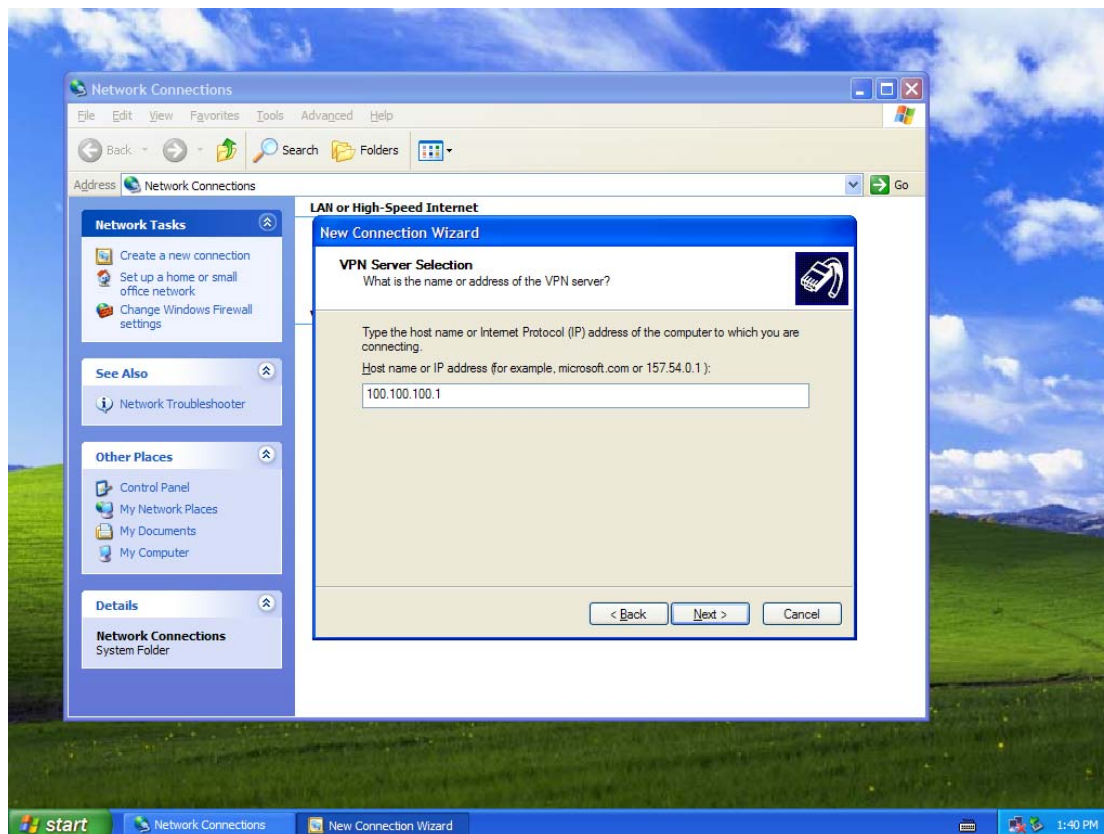 Network Connections
File Edit View Favorites Tools Advanced Help
Back Search Folders
Address Network Connections Go
Network Tasks
Create a new connection
Set up a home or small
office network
Change Windows Firewall
settings
See Also
Network Troubleshooter
Other Places
Control Panel
My Network Places
My Documents
My Computer
Details
Network Connections
System Folder
LAN or High-Speed Internet
New Connection Wizard
VPN Server Selection
What is the name or address of the VPN server?
Type the host name or Internet Protocol (IP) address of the computer to which you are
connecting.
Host name or IP address (for example, microsoft.com or 157.54.0.1 ):
100.100.100.1
< Back Next > Cancel
start Network Connections New Connection Wizard 1:40 PM